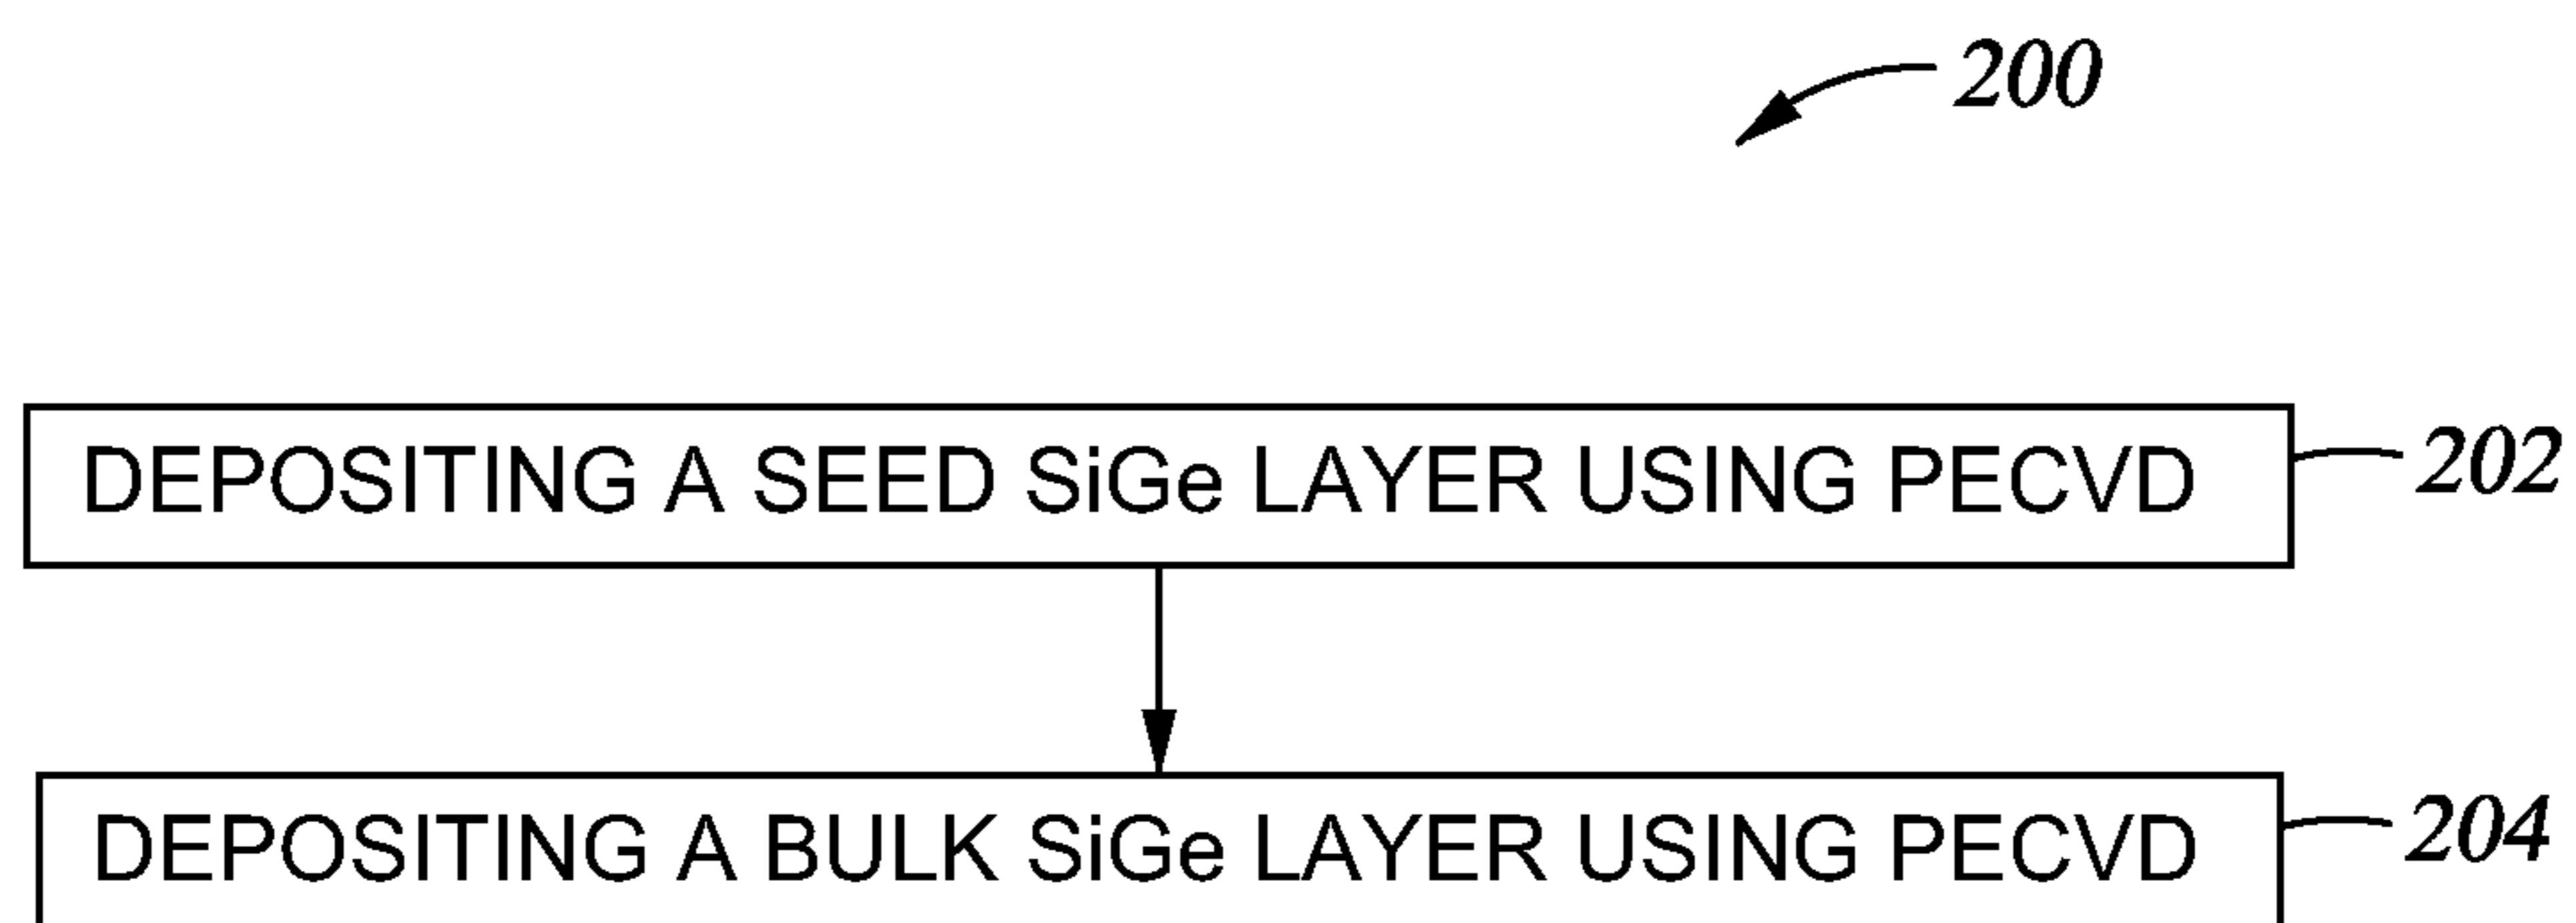 200
DEPOSITING A SEED SiGe LAYER USING PECVD 202
DEPOSITING A BULK SiGe LAYER USING PECVD 204